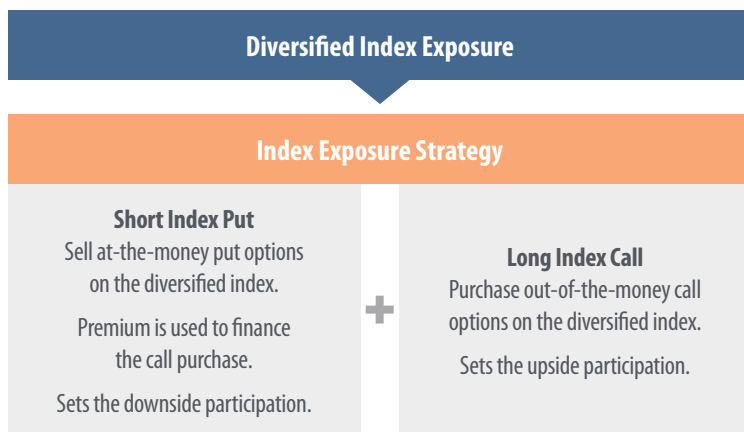 Diversified Index Exposure
Index Exposure Strategy
Short Index Put
Sell at-the-money put options
on the diversified index.
Premium is used to finance
the call purchase.
Sets the downside participation.
+
Long Index Call
Purchase out-of-the-money call
options on the diversified index.
Sets the upside participation.